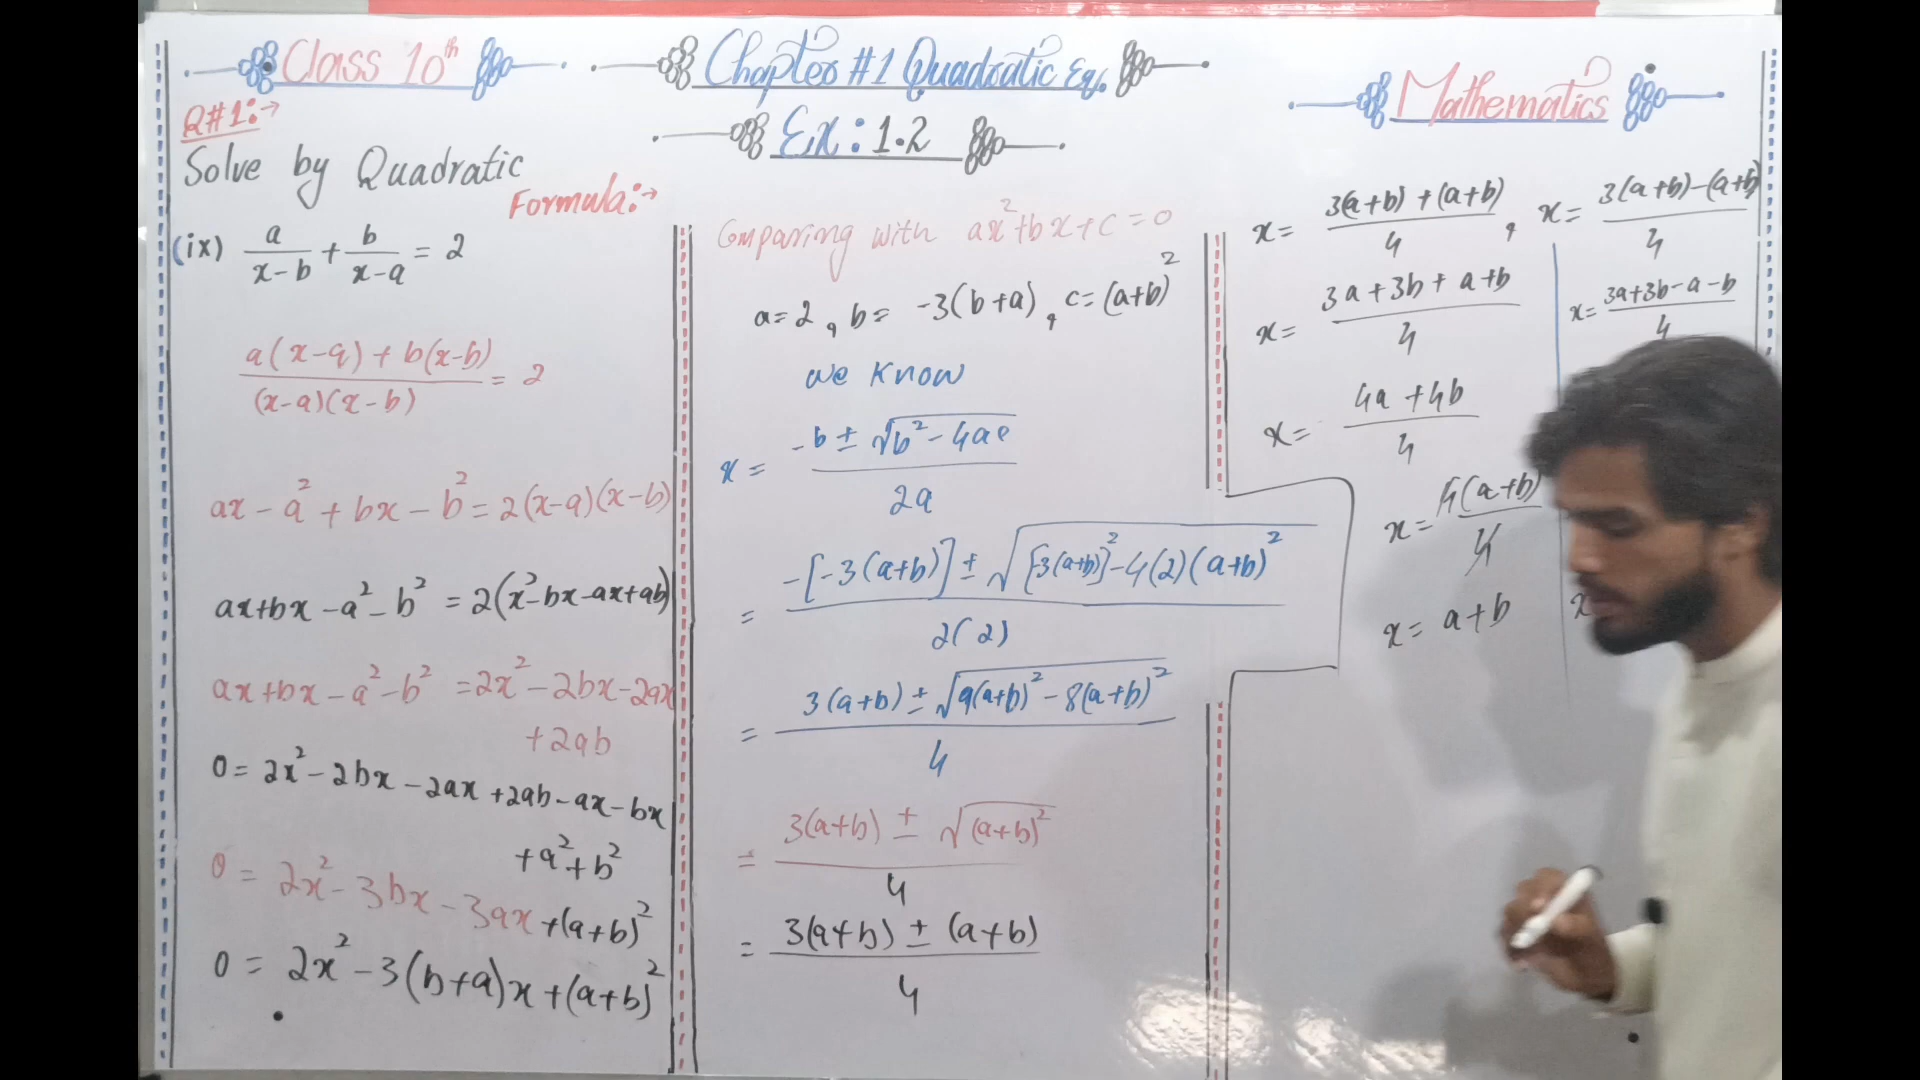 Class 10th
Chapter #1 Quadratic Eq.
Mathematics
Ex: 1.2
Q#1:→
Solve by Quadratic
Formula:→
(ix) a/(x-b) + b/(x-a) = 2
(a(x-a) + b(x-b))/((x-a)(x-b)) = 2
ax - a² + bx - b² = 2(x-a)(x-b)
ax+bx - a² - b² = 2(x²-bx-ax+ab)
ax+bx - a² - b² = 2x² - 2bx - 2ax
+2ab
0 = 2x² - 2bx - 2ax + 2ab - ax - bx
+a²+b²
0 = 2x² - 3bx - 3ax +(a+b)²
0 = 2x² - 3(b+a)x + (a+b)²
Comparing with ax²+bx+c=0
a=2, b= -3(b+a), c=(a+b)²
we know
x = (-b ± √(b² - 4ac))/2a
= (-[-3(a+b)] ± √([-3(a+b)]² - 4(2)(a+b)²))/2(2)
= (3(a+b) ± √(9(a+b)² - 8(a+b)²))/4
= (3(a+b) ± √(a+b)²)/4
= (3(a+b) ± (a+b))/4
x = (3(a+b) + (a+b))/4 , x = (3(a+b) - (a+b))/4
x = (3a+3b + a+b)/4
x = (3a+3b-a-b)/4
x = (4a + 4b)/4
x = 4(a+b)/4
x = a+b
x